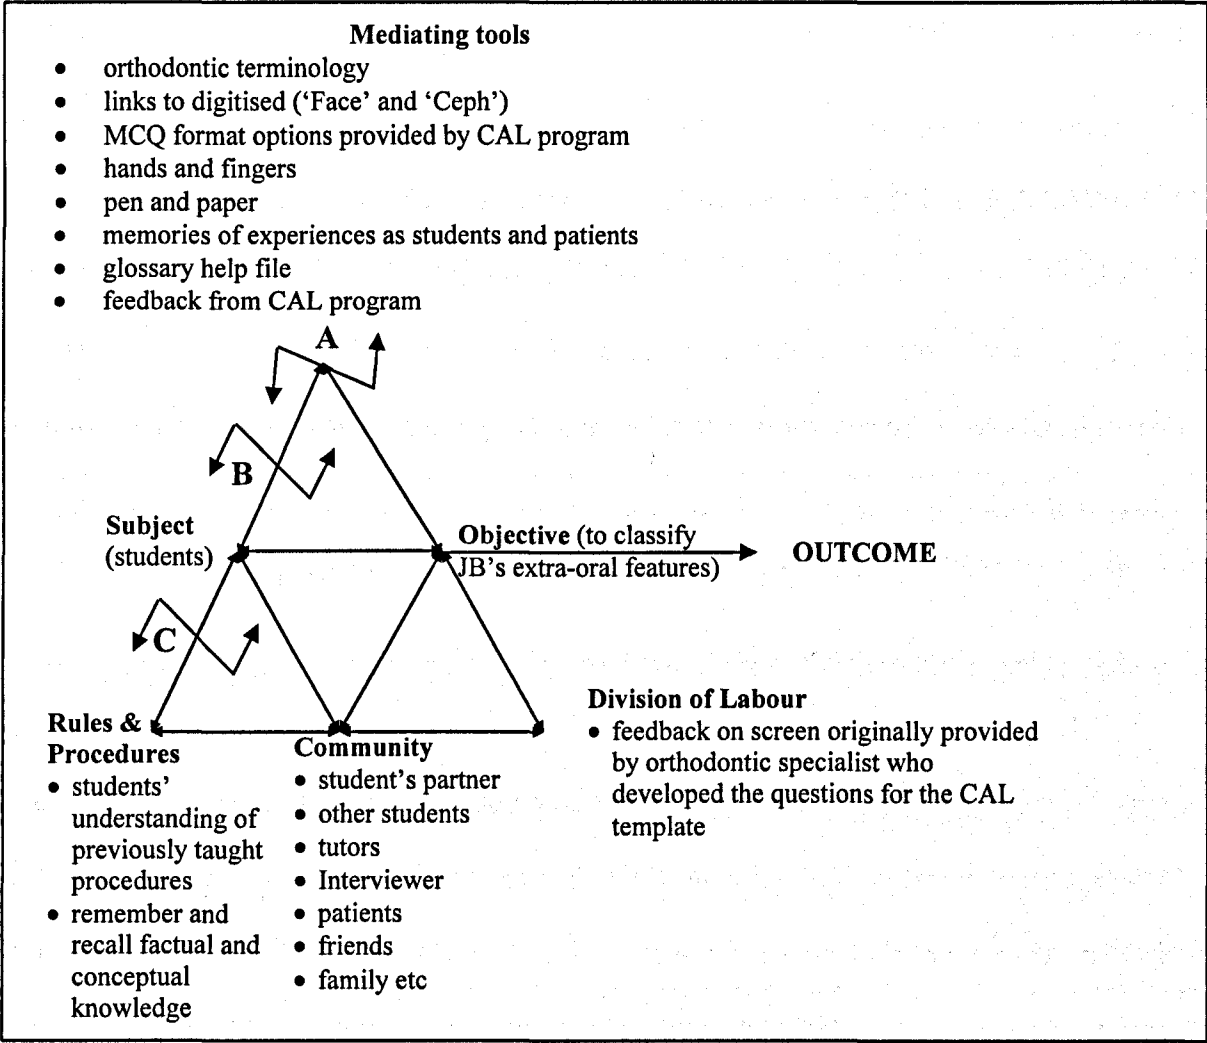 Mediating tools
• orthodontic terminology
• links to digitised (‘Face’ and ‘Ceph’)
• MCQ format options provided by CAL program
• hands and fingers
• pen and paper
• memories of experiences as students and patients
• glossary help file
• feedback from CAL program
A
B
Subject
(students)
Objective (to classify
JB’s extra-oral features)
OUTCOME
C
Rules &
Procedures
• students’
understanding of
previously taught
procedures
• remember and
recall factual and
conceptual
knowledge
Community
• student’s partner
• other students
• tutors
• Interviewer
• patients
• friends
• family etc
Division of Labour
• feedback on screen originally provided
by orthodontic specialist who
developed the questions for the CAL
template